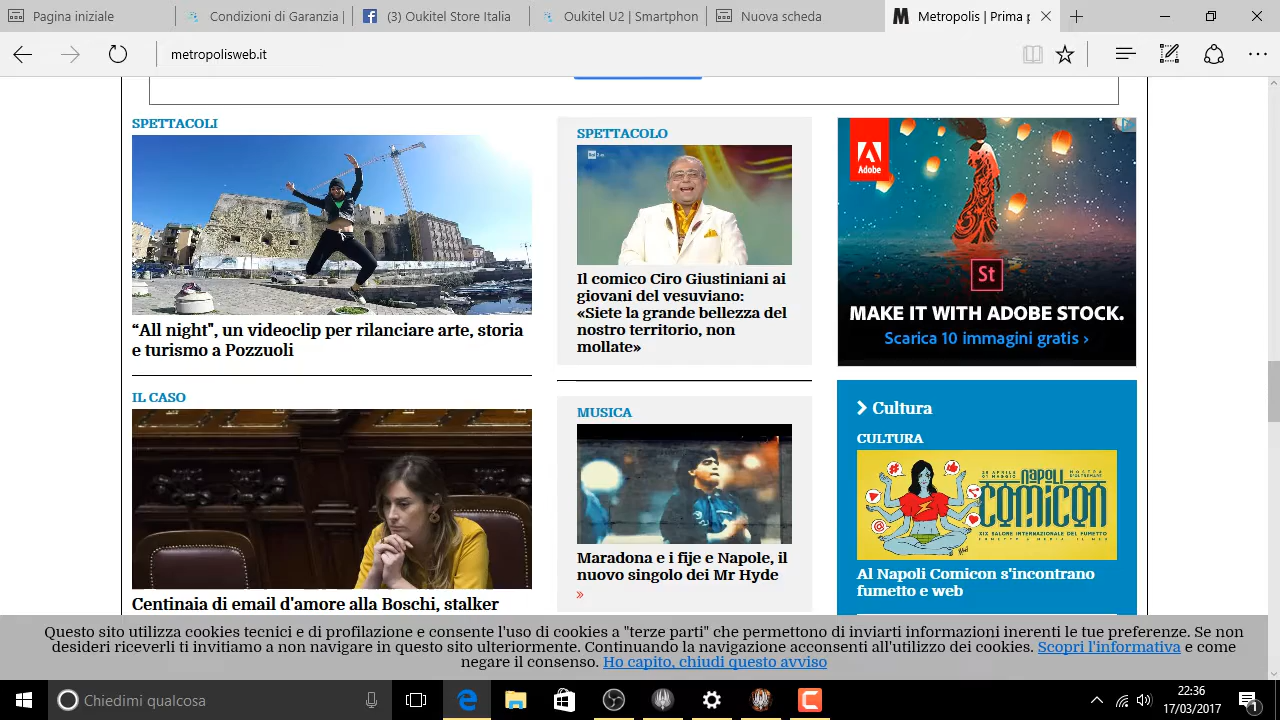 Pagina iniziale
Condizioni di Garanzia |
(3) Oukitel Store Italia
Oukitel U2 | Smartphon
Nuova scheda
Metropolis | Prima p
metropolisweb.it
SPETTACOLI
“All night", un videoclip per rilanciare arte, storia
e turismo a Pozzuoli
IL CASO
Centinaia di email d'amore alla Boschi, stalker
SPETTACOLO
Il comico Ciro Giustiniani ai
giovani del vesuviano:
«Siete la grande bellezza del
nostro territorio, non
mollate»
MUSICA
Maradona e i fije e Napole, il
nuovo singolo dei Mr Hyde
»
Adobe
St
MAKE IT WITH ADOBE STOCK.
Scarica 10 immagini gratis ›
Cultura
CULTURA
NAPOLI
COMICON
XIX SALONE INTERNAZIONALE DEL FUMETTO
Al Napoli Comicon s'incontrano
fumetto e web
Questo sito utilizza cookies tecnici e di profilazione e consente l'uso di cookies a "terze parti" che permettono di inviarti informazioni inerenti le tue preferenze. Se non
desideri riceverli ti invitiamo a non navigare in questo sito ulteriormente. Continuando la navigazione acconsenti all'utilizzo dei cookies. Scopri l'informativa e come
negare il consenso. Ho capito, chiudi questo avviso
Chiedimi qualcosa
22:36
17/03/2017
1